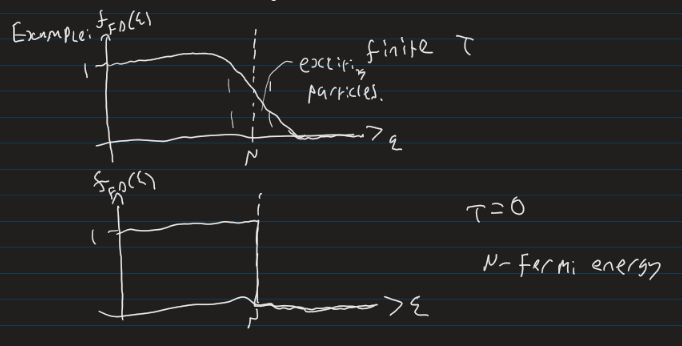 Example: f_FD(ε)
1
finite T
exciting
particles.
ε
μ
f_FD(ε)
1
T=0
μ - Fermi energy
ε
μ